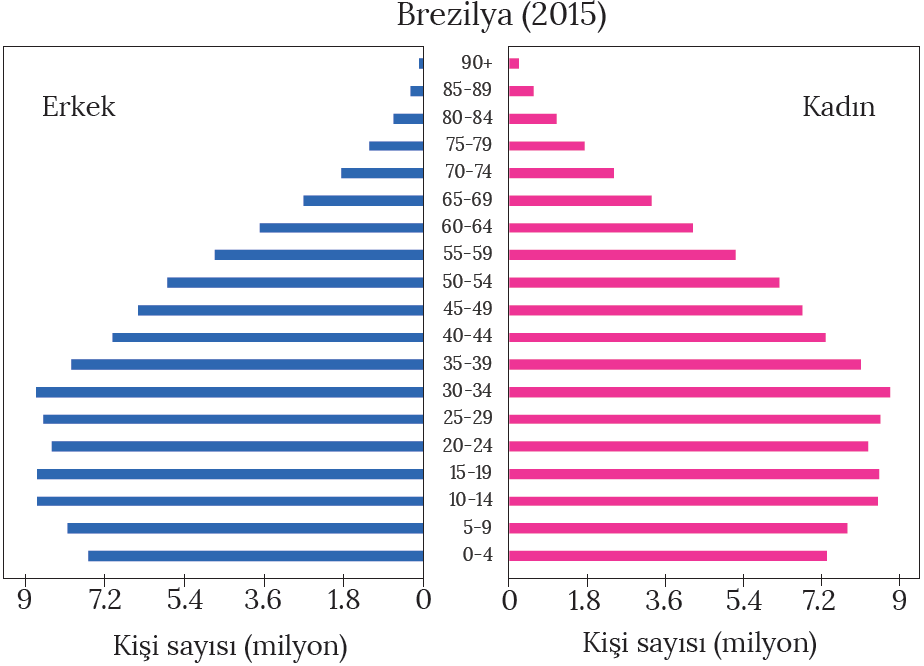 Brezilya (2015)
Erkek
Kadın
90+
85-89
80-84
75-79
70-74
65-69
60-64
55-59
50-54
45-49
40-44
35-39
30-34
25-29
20-24
15-19
10-14
5-9
0-4
9 7.2 5.4 3.6 1.8 0
0 1.8 3.6 5.4 7.2 9
Kişi sayısı (milyon)
Kişi sayısı (milyon)